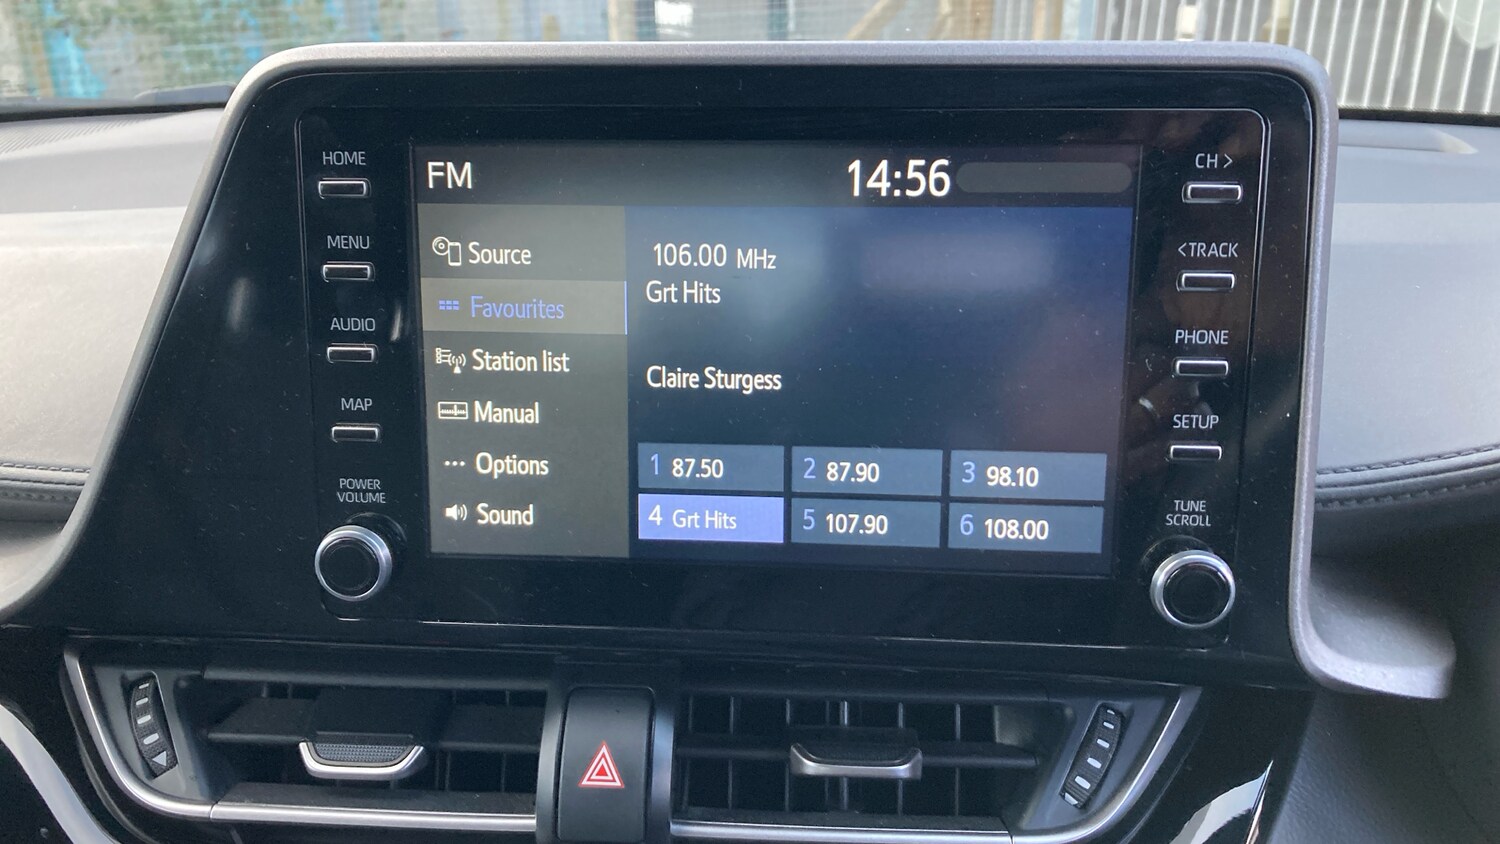 HOME
MENU
AUDIO
MAP
POWER
VOLUME
FM
14:56
Source
Favourites
Station list
Manual
Options
Sound
106.00 MHz
Grt Hits
Claire Sturgess
1 87.50
2 87.90
3 98.10
4 Grt Hits
5 107.90
6 108.00
CH >
<TRACK
PHONE
SETUP
TUNE
SCROLL